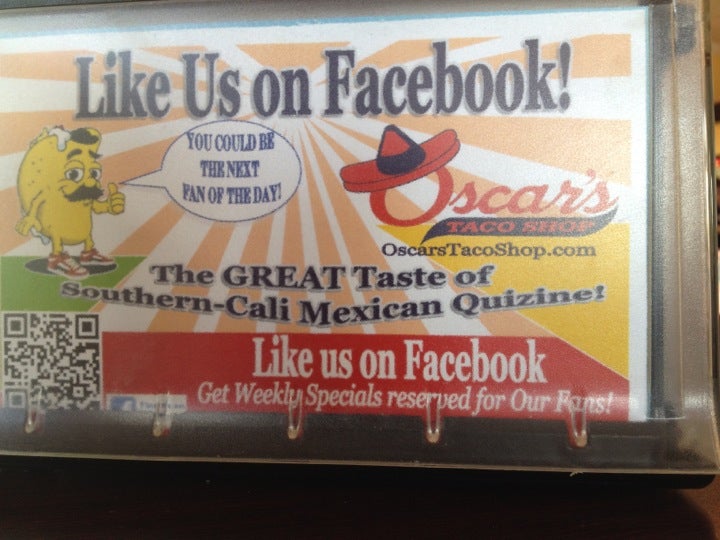 Like Us on Facebook!
YOU COULD BE
THE NEXT
FAN OF THE DAY!
Oscar's
TACO SHOP
OscarsTacoShop.com
The GREAT Taste of
Southern-Cali Mexican Quizine!
Like us on Facebook
Get Weekly Specials reserved for Our Fans!